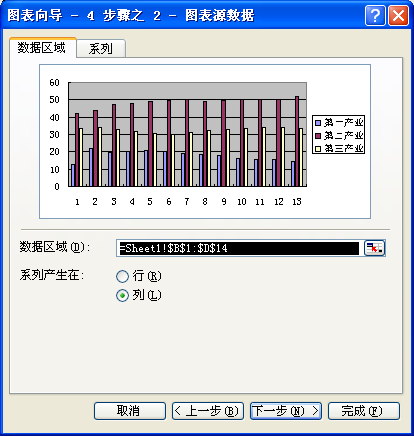 图表向导 - 4 步骤之 2 - 图表源数据
数据区域 系列
60
50
40
30
20
10
0
1 2 3 4 5 6 7 8 9 10 11 12 13
第一产业
第二产业
第三产业
数据区域(D): =Sheet1!$B$1:$D$14
系列产生在: 行(R)
列(L)
取消 < 上一步(B) 下一步(N) > 完成(F)